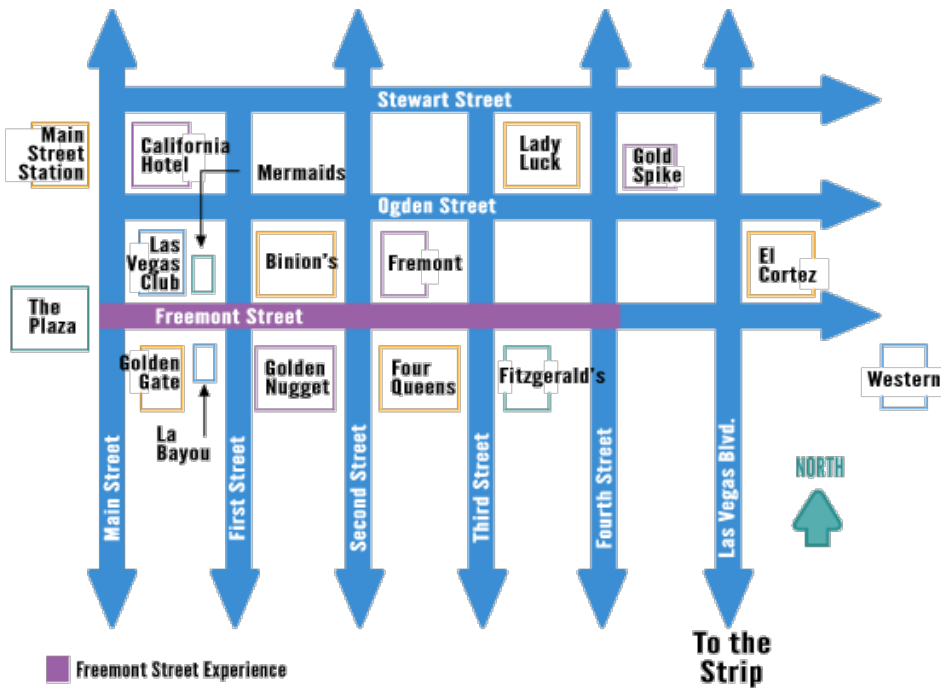 Stewart Street
Main
Street
Station
California
Hotel
Mermaids
Lady
Luck
Gold
Spike
Ogden Street
Las
Vegas
Club
Binion's
Fremont
El
Cortez
The
Plaza
Freemont Street
Golden
Gate
Golden
Nugget
Four
Queens
Fitzgerald's
Western
La
Bayou
Main Street
First Street
Second Street
Third Street
Fourth Street
Las Vegas Blvd.
NORTH
To the
Strip
Freemont Street Experience